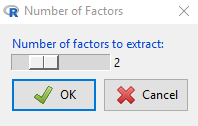 Number of Factors
Number of factors to extract:
2
OK
Cancel